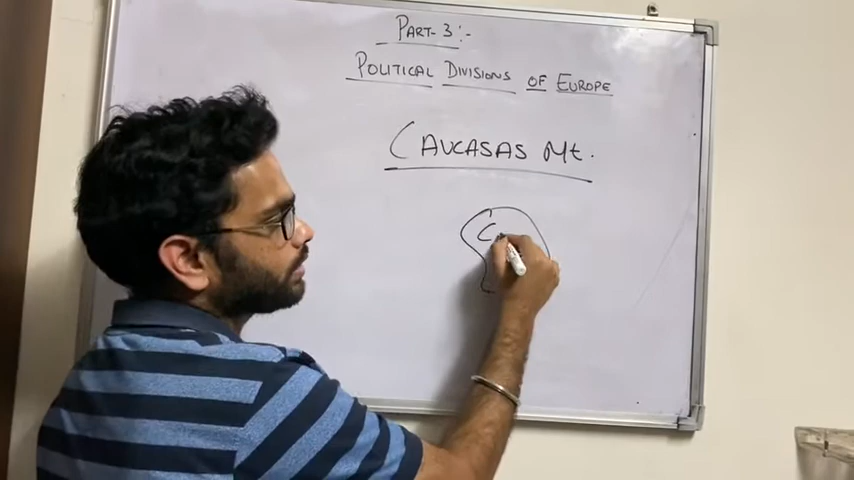 PART-3:-
POLITICAL DIVISIONS OF EUROPE
CAUCASAS Mt.
C